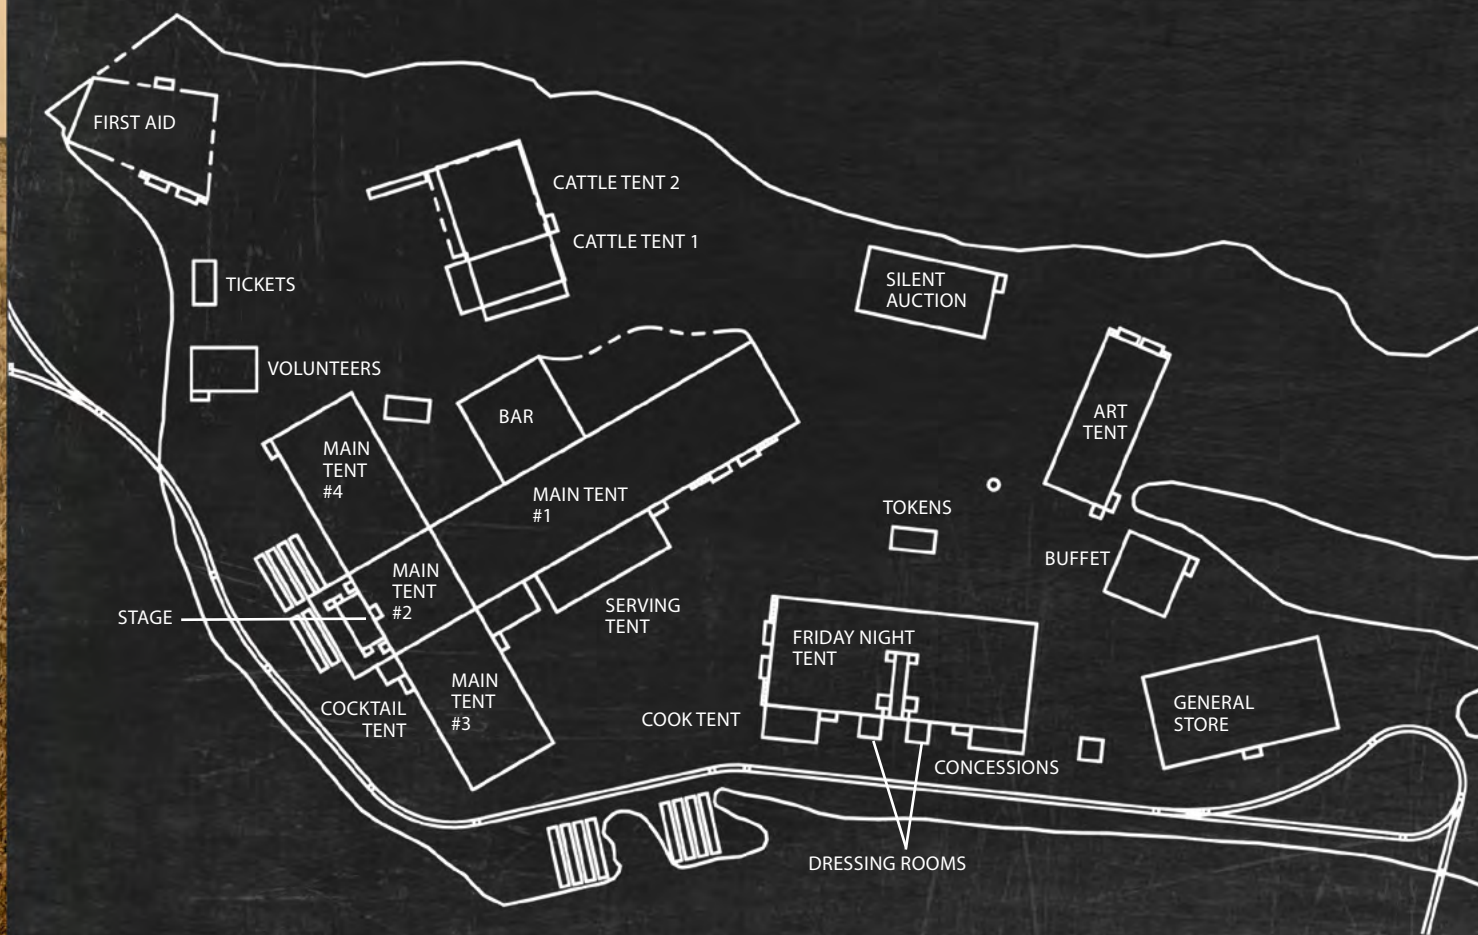 FIRST AID
CATTLE TENT 2
CATTLE TENT 1
TICKETS
SILENT
AUCTION
VOLUNTEERS
BAR
ART
TENT
MAIN
TENT
#4
MAIN TENT
#1
TOKENS
BUFFET
MAIN
TENT
#2
STAGE
SERVING
TENT
FRIDAY NIGHT
TENT
MAIN
TENT
#3
COCKTAIL
TENT
COOK TENT
GENERAL
STORE
CONCESSIONS
DRESSING ROOMS